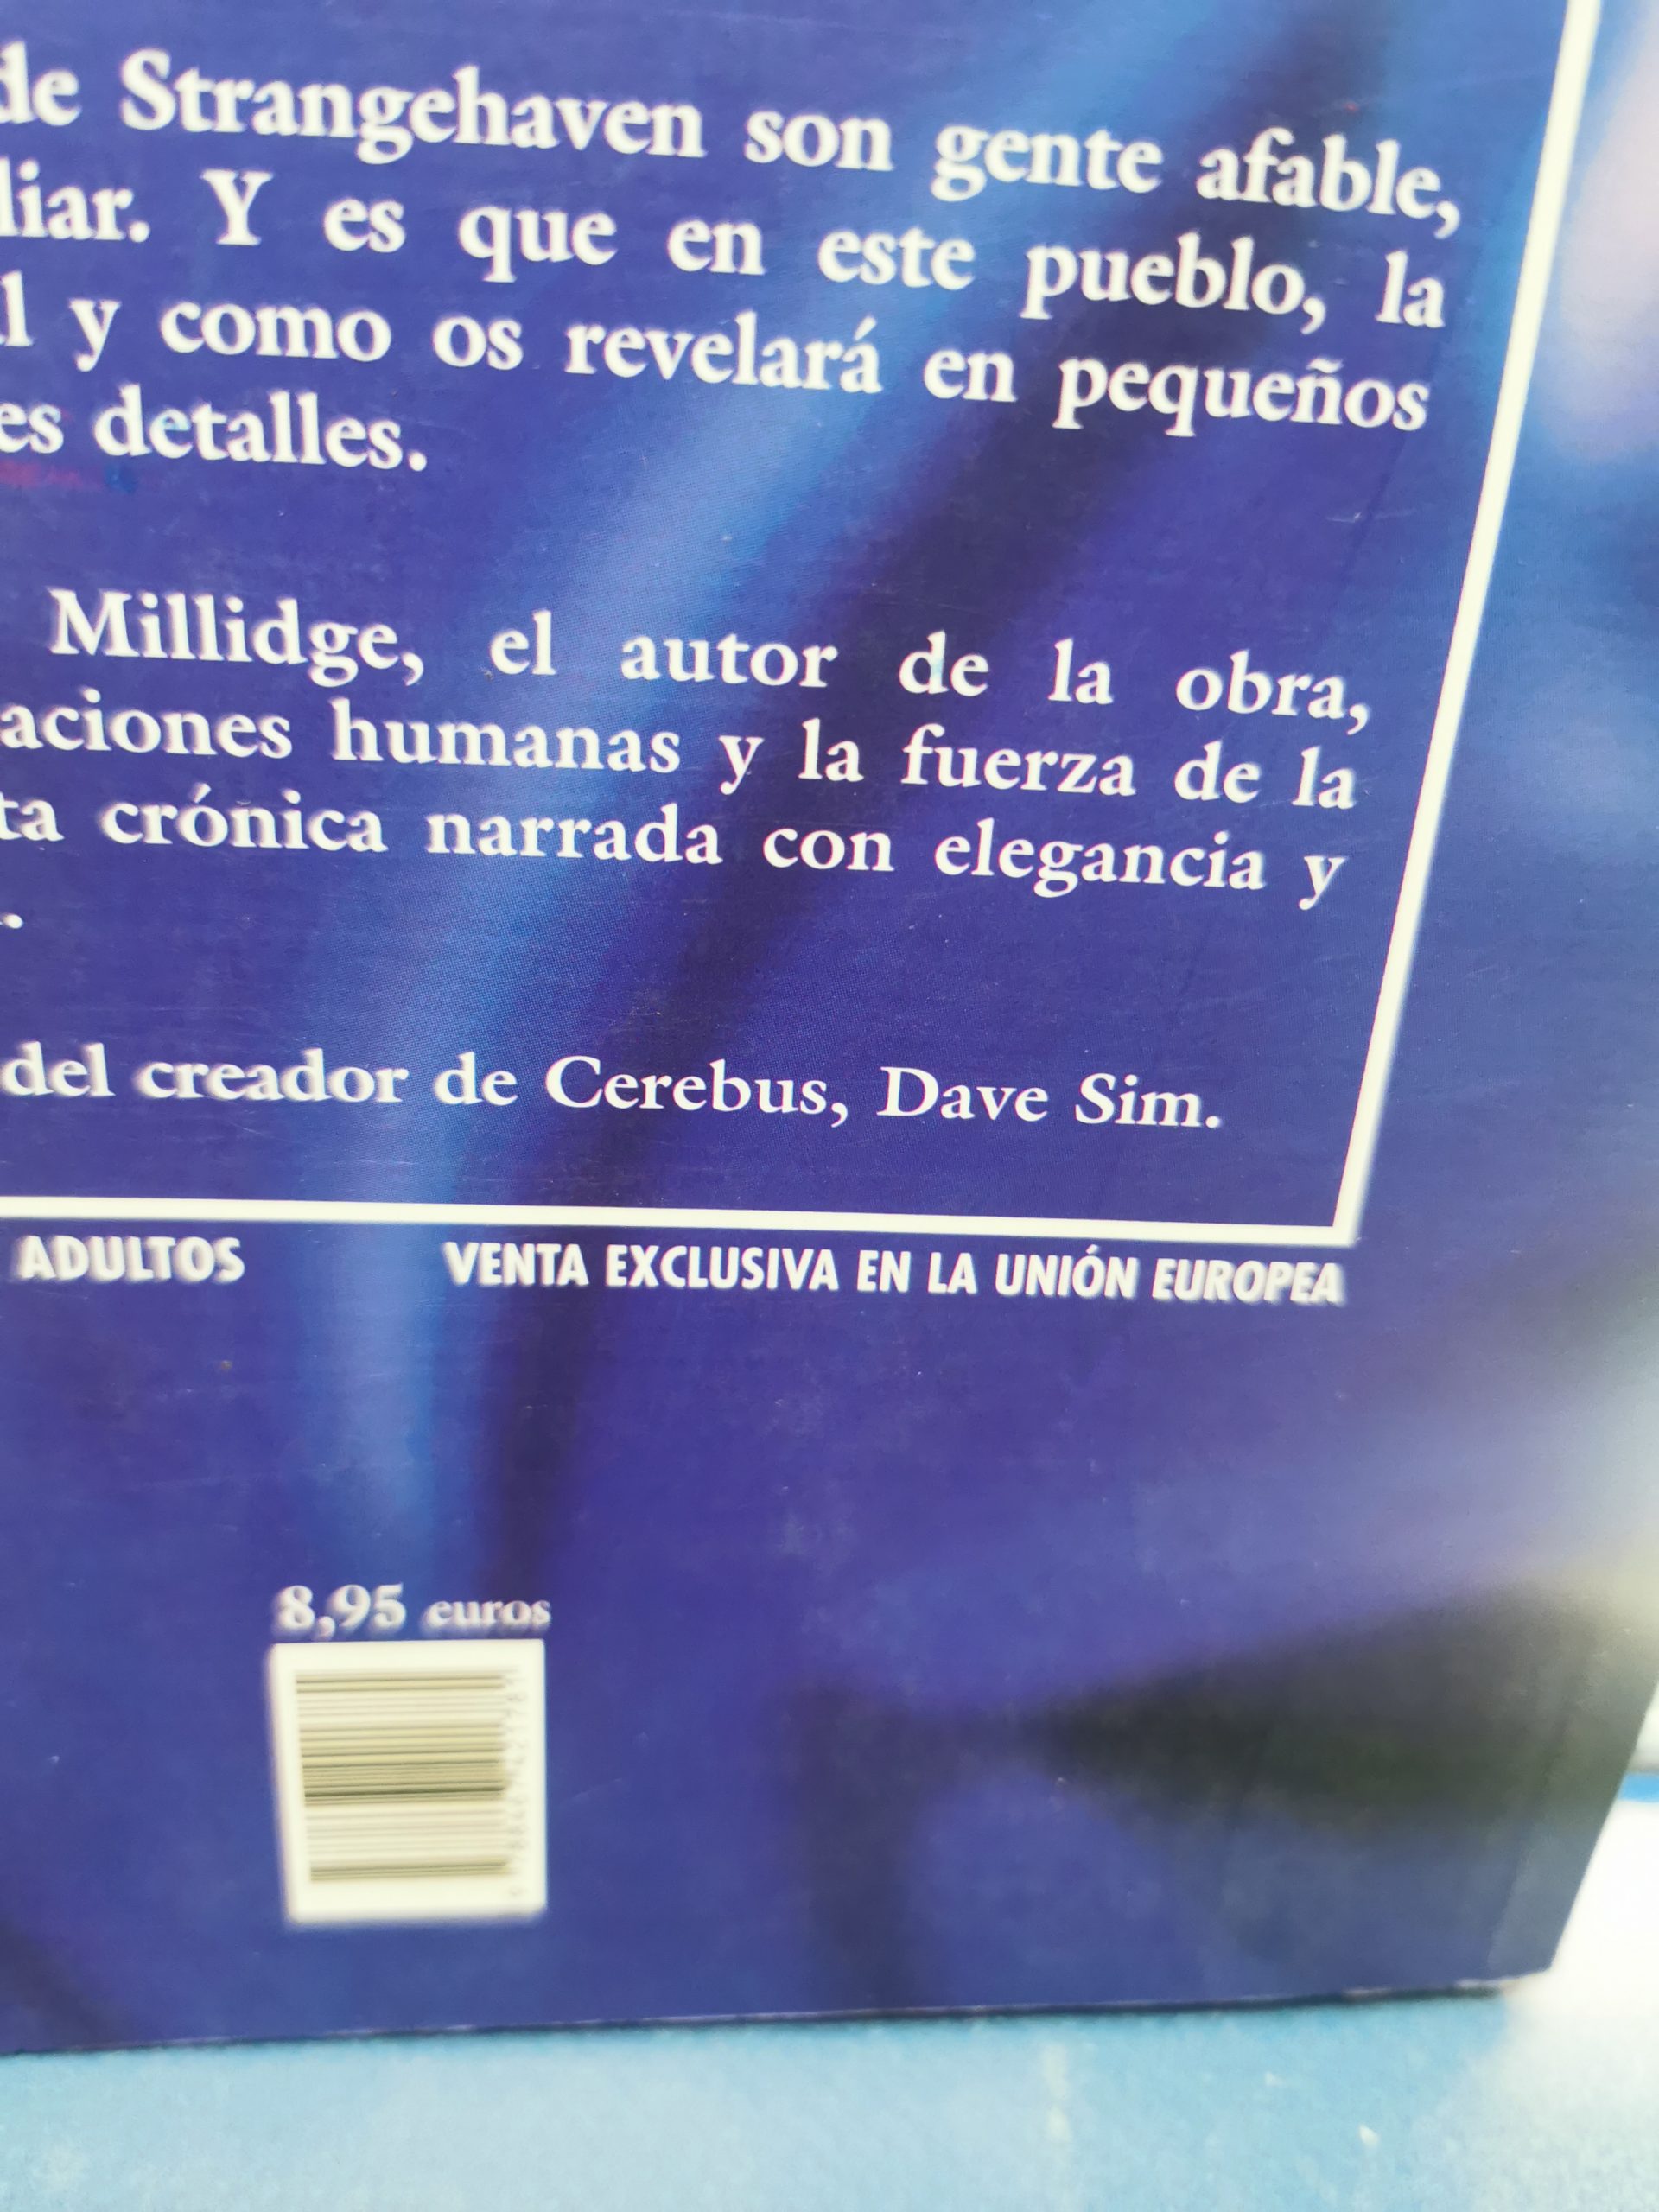 de Strangehaven son gente afable,
liar. Y es que en este pueblo, la
l y como os revelará en pequeños
es detalles.
Millidge, el autor de la obra,
aciones humanas y la fuerza de la
ta crónica narrada con elegancia y
.
del creador de Cerebus, Dave Sim.
ADULTOS VENTA EXCLUSIVA EN LA UNIÓN EUROPEA
8,95 euros